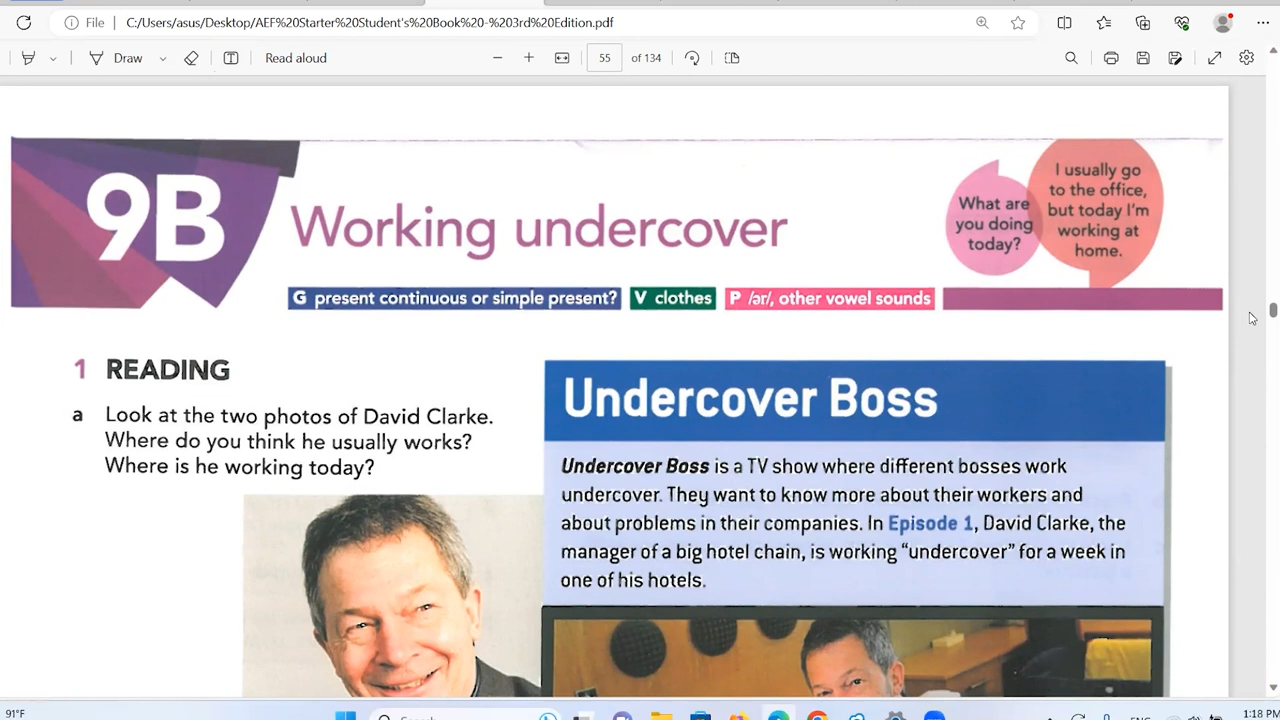 File C:/Users/asus/Desktop/AEF%20Starter%20Student's%20Book%20-%203rd%20Edition.pdf
Draw
Read aloud
55 of 134
9B
Working undercover
What are
you doing
today?
I usually go
to the office,
but today I'm
working at
home.
G present continuous or simple present? V clothes P /ər/, other vowel sounds
1 READING
a Look at the two photos of David Clarke.
Where do you think he usually works?
Where is he working today?
Undercover Boss
Undercover Boss is a TV show where different bosses work
undercover. They want to know more about their workers and
about problems in their companies. In Episode 1, David Clarke, the
manager of a big hotel chain, is working “undercover” for a week in
one of his hotels.
91°F
Search
ENG
1:18 PM